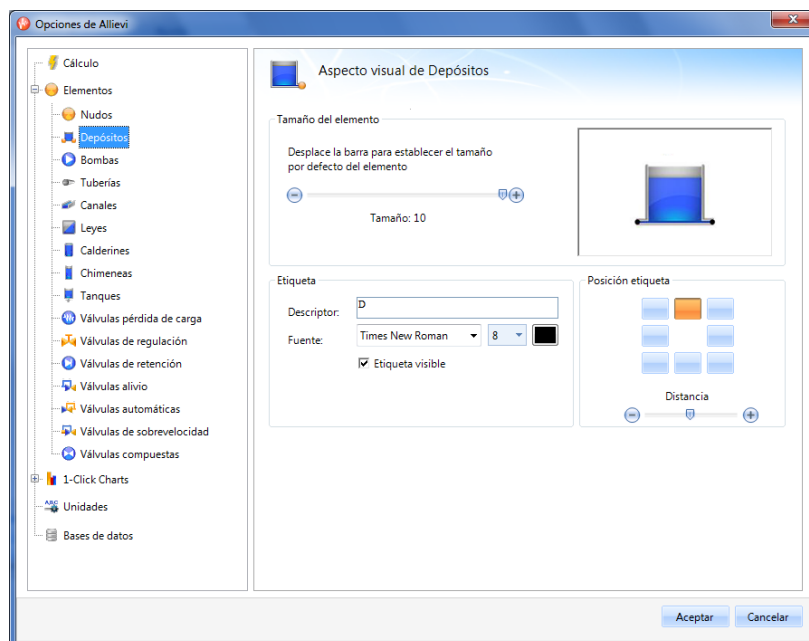 Opciones de Allievi
Cálculo
Elementos
Nudos
Depósitos
Bombas
Tuberías
Canales
Leyes
Calderines
Chimeneas
Tanques
Válvulas pérdida de carga
Válvulas de regulación
Válvulas de retención
Válvulas alivio
Válvulas automáticas
Válvulas de sobrevelocidad
Válvulas compuestas
1-Click Charts
Unidades
Bases de datos
Aspecto visual de Depósitos
Tamaño del elemento
Desplace la barra para establecer el tamaño
por defecto del elemento
Tamaño: 10
Etiqueta
Descriptor: D
Fuente: Times New Roman 8
Etiqueta visible
Posición etiqueta
Distancia
Aceptar Cancelar